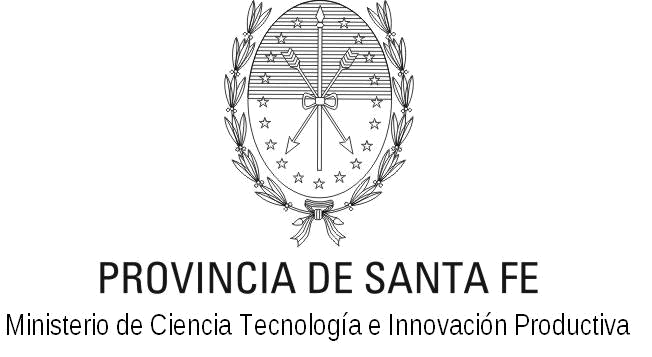 PROVINCIA DE SANTA FE
Ministerio de Ciencia Tecnología e Innovación Productiva